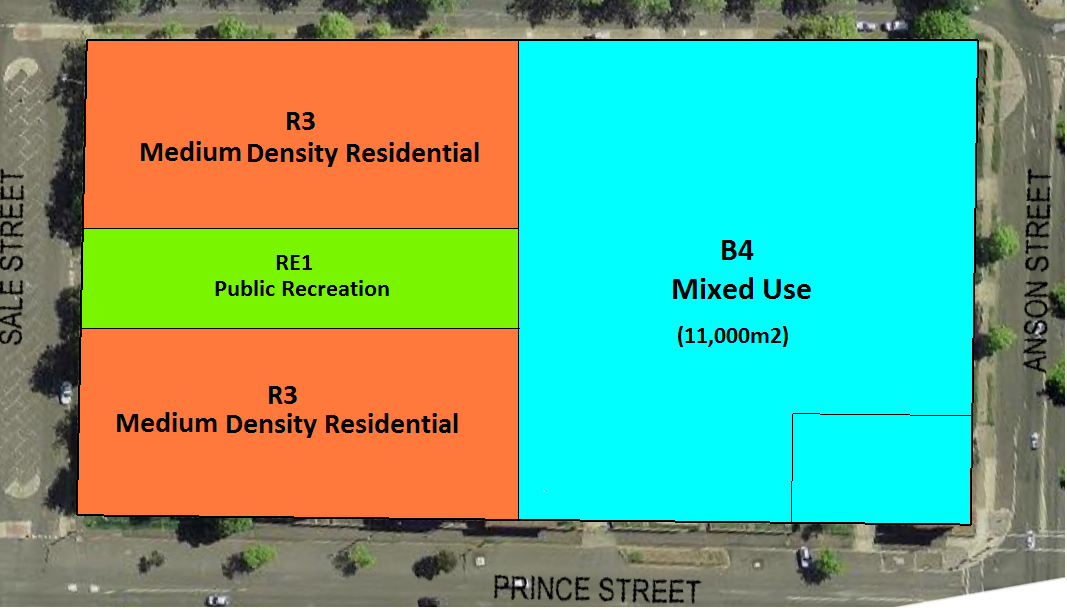 R3
Medium Density Residential
RE1
Public Recreation
R3
Medium Density Residential
B4
Mixed Use
(11,000m2)
SALE STREET
ANSON STREET
PRINCE STREET